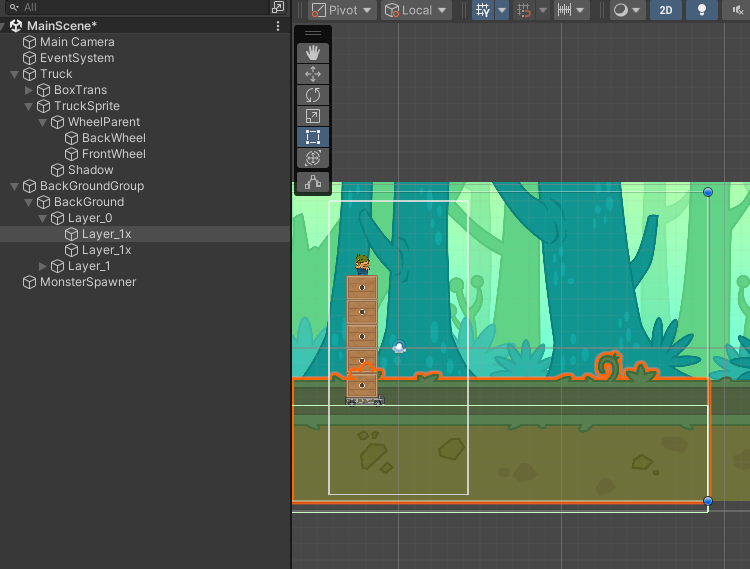 All
MainScene*
Main Camera
EventSystem
Truck
BoxTrans
TruckSprite
WheelParent
BackWheel
FrontWheel
Shadow
BackGroundGroup
BackGround
Layer_0
Layer_1x
Layer_1x
Layer_1
MonsterSpawner
Pivot Local 2D